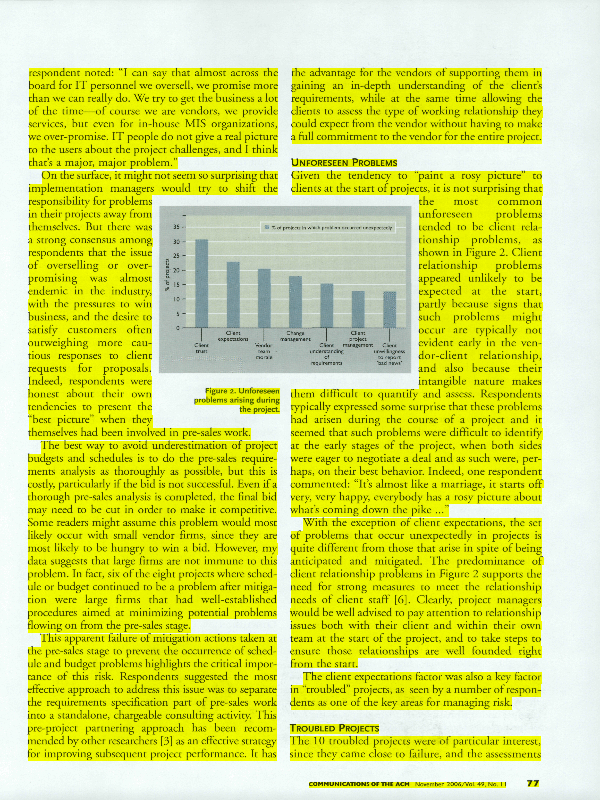 respondent noted: "I can say that almost across the
board for IT personnel we oversell, we promise more
than we can really do. We try to get the business a lot
of the time—of course we are vendors, we provide
services, but even for in-house MIS organizations,
we over-promise. IT people do not give a real picture
to the users about the project challenges, and I think
that's a major, major problem."
On the surface, it might not seem so surprising that
implementation managers would try to shift the
responsibility for problems
in their projects away from
themselves. But there was
a strong consensus among
respondents that the issue
of overselling or over-
promising was almost
endemic in the industry,
with the pressures to win
business, and the desire to
satisfy customers often
outweighing more cau-
tious responses to client
requests for proposals.
Indeed, respondents were
honest about their own
tendencies to present the
"best picture" when they
themselves had been involved in pre-sales work.
The best way to avoid underestimation of project
budgets and schedules is to do the pre-sales require-
ments analysis as thoroughly as possible, but this is
costly, particularly if the bid is not successful. Even if a
thorough pre-sales analysis is completed, the final bid
may need to be cut in order to make it competitive.
Some readers might assume this problem would most
likely occur with small vendor firms, since they are
most likely to be hungry to win a bid. However, my
data suggests that large firms are not immune to this
problem. In fact, six of the eight projects where sched-
ule or budget continued to be a problem after mitiga-
tion were large firms that had well-established
procedures aimed at minimizing potential problems
flowing on from the pre-sales stage.
This apparent failure of mitigation actions taken at
the pre-sales stage to prevent the occurrence of sched-
ule and budget problems highlights the critical impor-
tance of this risk. Respondents suggested the most
effective approach to address this issue was to separate
the requirements specification part of pre-sales work
into a standalone, chargeable consulting activity. This
pre-project partnering approach has been recom-
mended by other researchers [3] as an effective strategy
for improving subsequent project performance. It has
% of projects
35
30
25
20
15
10
5
0
% of projects in which problem occurred unexpectedly
Client
trust
Client
expectations
Vendor
team
morale
Change
management
Client
understanding
of
requirements
Client
project
management
Client
unwillingness
to report
"bad news"
Figure 2. Unforeseen
problems arising during
the project.
the advantage for the vendors of supporting them in
gaining an in-depth understanding of the client's
requirements, while at the same time allowing the
clients to assess the type of working relationship they
could expect from the vendor without having to make
a full commitment to the vendor for the entire project.
UNFORESEEN PROBLEMS
Given the tendency to "paint a rosy picture" to
clients at the start of projects, it is not surprising that
the most common
unforeseen problems
tended to be client rela-
tionship problems, as
shown in Figure 2. Client
relationship problems
appeared unlikely to be
expected at the start,
partly because signs that
such problems might
occur are typically not
evident early in the ven-
dor-client relationship,
and also because their
intangible nature makes
them difficult to quantify and assess. Respondents
typically expressed some surprise that these problems
had arisen during the course of a project and it
seemed that such problems were difficult to identify
at the early stages of the project, when both sides
were eager to negotiate a deal and as such were, per-
haps, on their best behavior. Indeed, one respondent
commented: "It's almost like a marriage, it starts off
very, very happy, everybody has a rosy picture about
what's coming down the pike ..."
With the exception of client expectations, the set
of problems that occur unexpectedly in projects is
quite different from those that arise in spite of being
anticipated and mitigated. The predominance of
client relationship problems in Figure 2 supports the
need for strong measures to meet the relationship
needs of client staff [6]. Clearly, project managers
would be well advised to pay attention to relationship
issues both with their client and within their own
team at the start of the project, and to take steps to
ensure those relationships are well founded right
from the start.
The client expectations factor was also a key factor
in "troubled" projects, as seen by a number of respon-
dents as one of the key areas for managing risk.
TROUBLED PROJECTS
The 10 troubled projects were of particular interest,
since they came close to failure, and the assessments
COMMUNICATIONS OF THE ACM November 2006/Vol. 49, No. 11 77